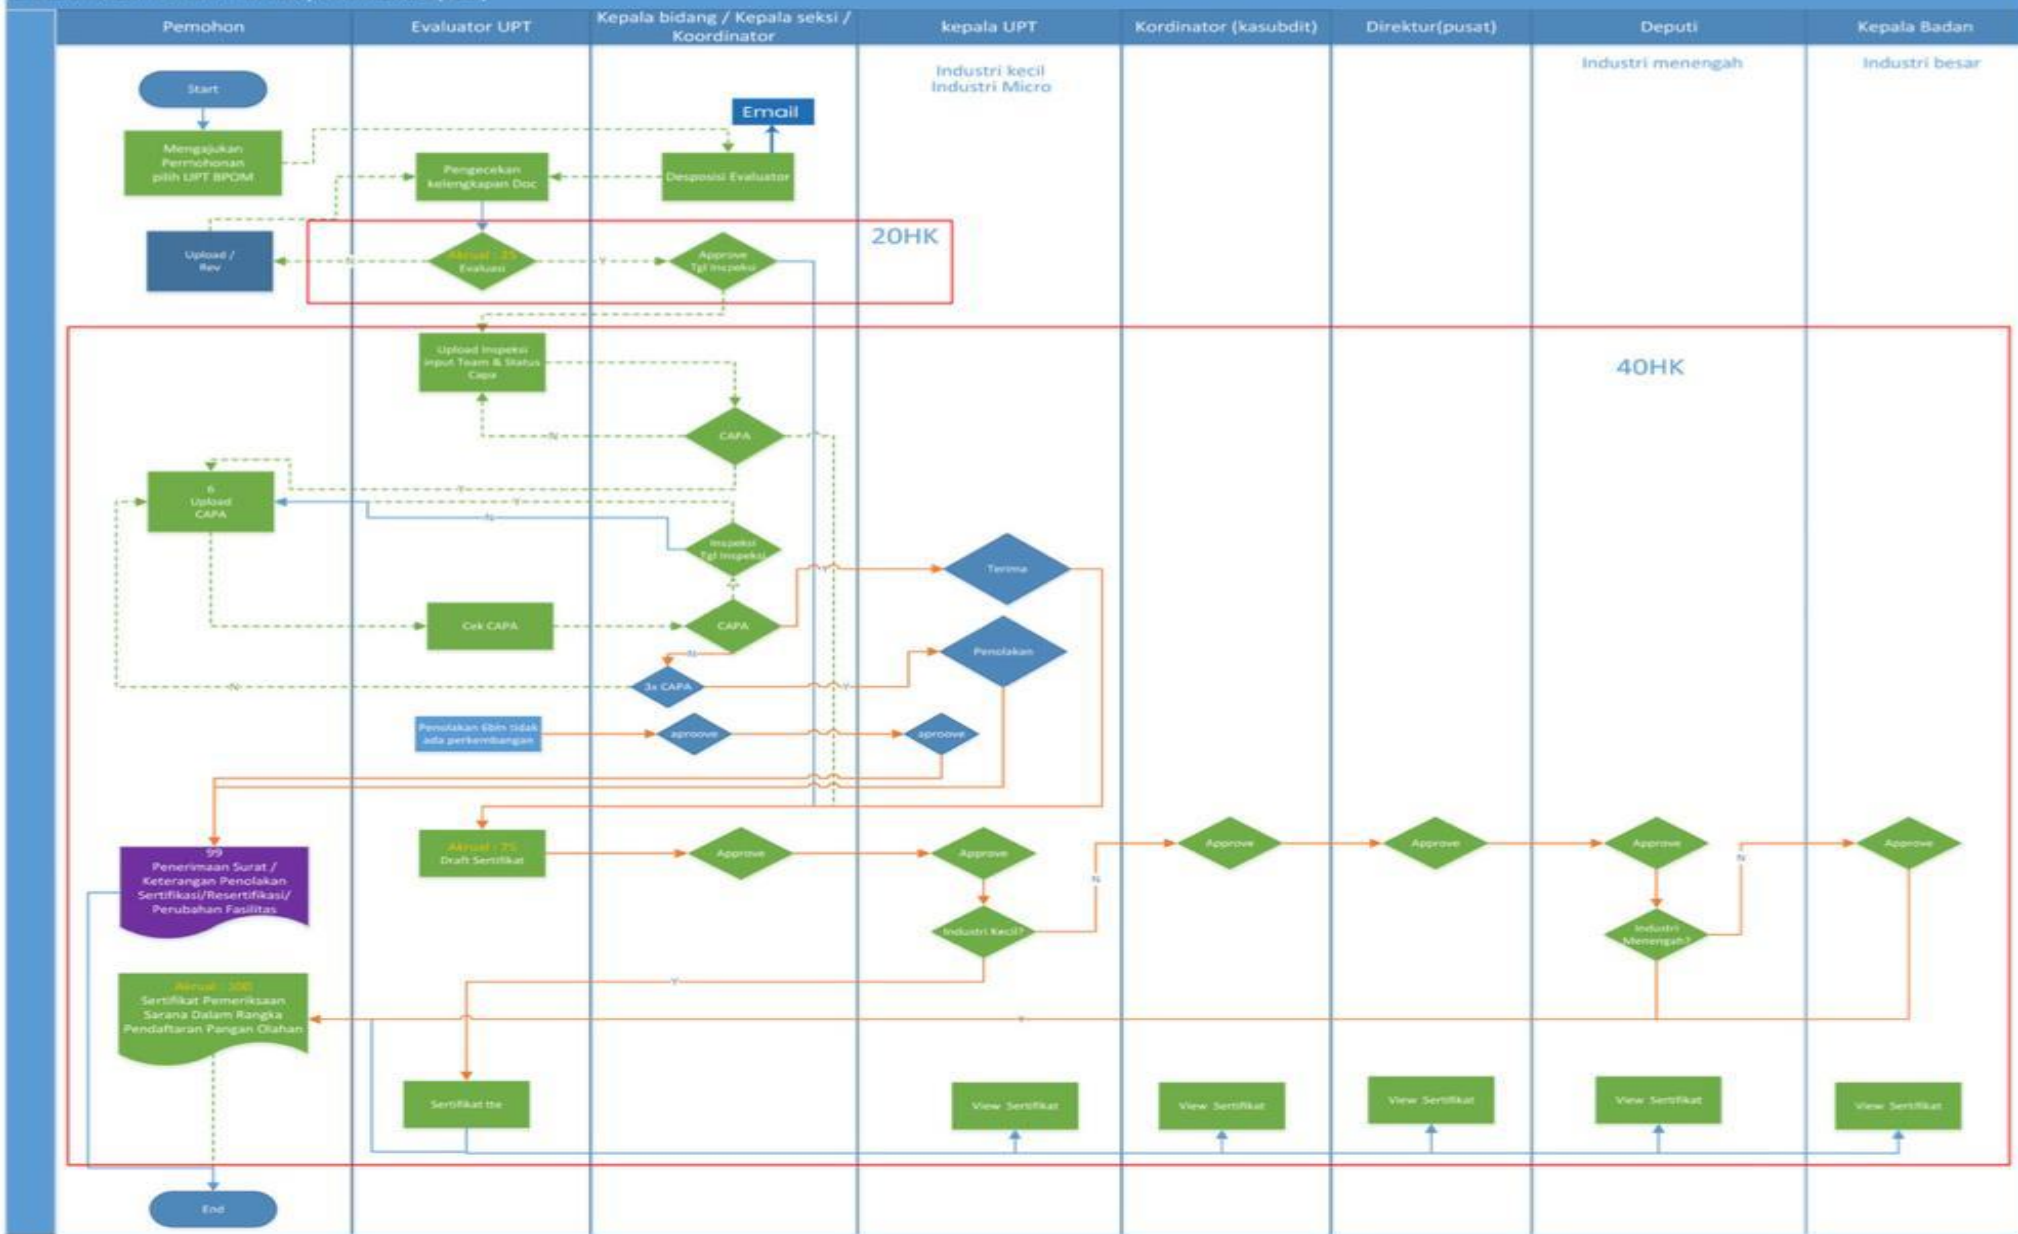 Pemohon
Evaluator UPT
Kepala bidang / Kepala seksi /
Koordinator
kepala UPT
Kordinator (kasubdit)
Direktur(pusat)
Deputi
Kepala Badan
Industri kecil
Industri Micro
Industri menengah
Industri besar
Start
Email
Mengajukan
Permohonan
pilih UPT BPOM
Pengecekan
kelengkapan Doc
Desposisi Evaluator
20HK
Upload /
Rev
N
Akrual : 25
Evaluasi
Y
Approve
Tgl Inspeksi
40HK
Upload Inspeksi
input Team & Status
Capa
N
CAPA
Y
6
Upload
CAPA
Y
N
Inspeksi
Tgl Inspeksi
Y
Terima
Cek CAPA
CAPA
N
Penolakan
N
3x CAPA
Y
Penolakan 6bln tidak
ada perkembangan
aproove
aproove
Akrual : 75
Draft Sertifikat
Approve
Approve
Approve
Approve
Approve
Approve
N
N
99
Penerimaan Surat /
Keterangan Penolakan
Sertifikasi/Resertifikasi/
Perubahan Fasilitas
Industri Kecil?
Industri
Menengah?
Y
Akrual : 100
Sertifikat Pemeriksaan
Sarana Dalam Rangka
Pendaftaran Pangan Olahan
Y
Sertifikat tte
View Sertifikat
View Sertifikat
View Sertifikat
View Sertifikat
View Sertifikat
End